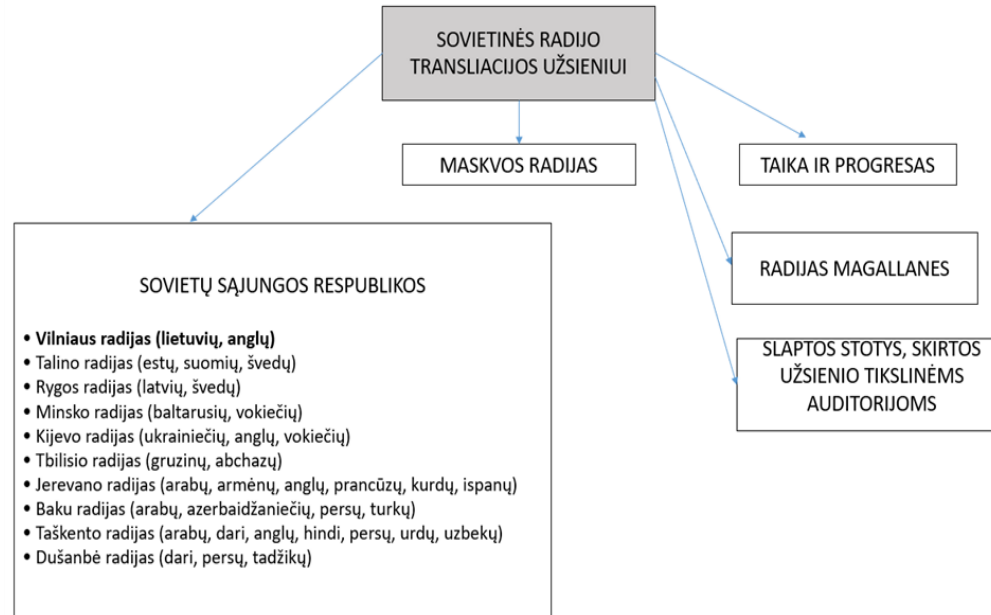 SOVIETINĖS RADIJO
TRANSLIACIJOS UŽSIENIUI
MASKVOS RADIJAS
TAIKA IR PROGRESAS
RADIJAS MAGALLANES
SLAPTOS STOTYS, SKIRTOS
UŽSIENIO TIKSLINĖMS
AUDITORIJOMS
SOVIETŲ SĄJUNGOS RESPUBLIKOS
• Vilniaus radijas (lietuvių, anglų)
• Talino radijas (estų, suomių, švedų)
• Rygos radijas (latvių, švedų)
• Minsko radijas (baltarusių, vokiečių)
• Kijevo radijas (ukrainiečių, anglų, vokiečių)
• Tbilisio radijas (gruzinų, abchazų)
• Jerevano radijas (arabų, armėnų, anglų, prancūzų, kurdų, ispanų)
• Baku radijas (arabų, azerbaidžaniečių, persų, turkų)
• Taškento radijas (arabų, dari, anglų, hindi, persų, urdų, uzbekų)
• Dušanbė radijas (dari, persų, tadžikų)